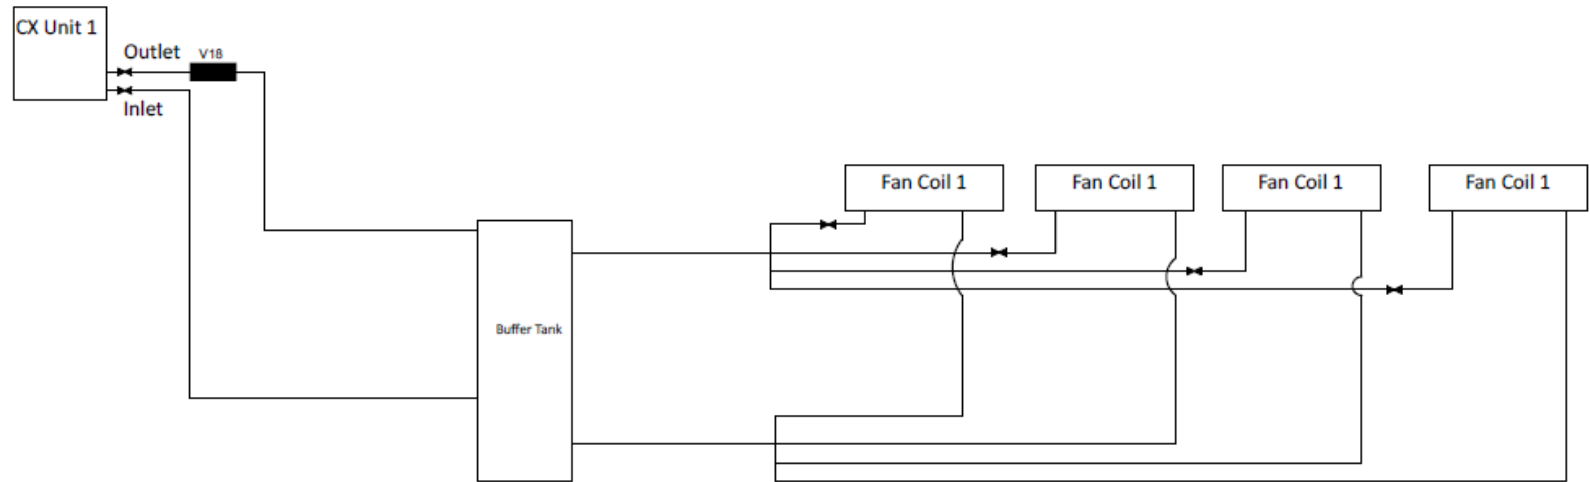 CX Unit 1
Outlet
V18
Inlet
Fan Coil 1
Fan Coil 1
Fan Coil 1
Fan Coil 1
Buffer Tank